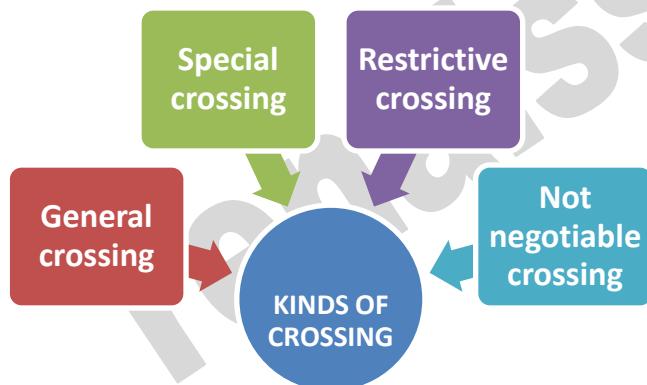 Special
crossing
Restrictive
crossing
General
crossing
Not
negotiable
crossing
KINDS OF
CROSSING